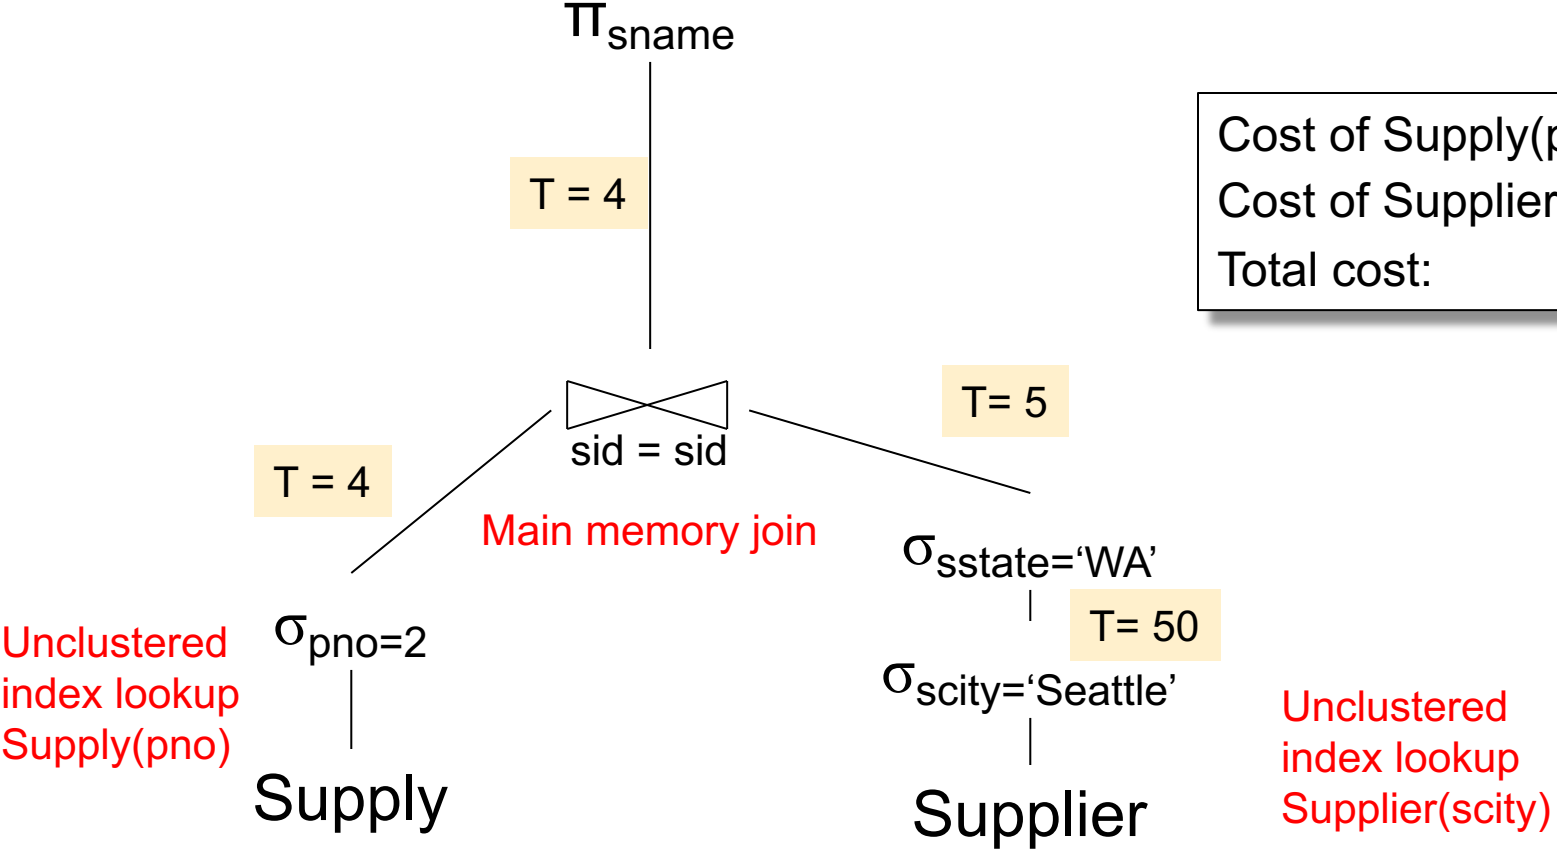 π sname
T = 4
Cost of Supply(p
Cost of Supplier
Total cost:
T= 5
sid = sid
T = 4
Main memory join
σ sstate=‘WA’
T= 50
Unclustered
index lookup
Supply(pno)
σ pno=2
σ scity=‘Seattle’
Unclustered
index lookup
Supplier(scity)
Supply
Supplier